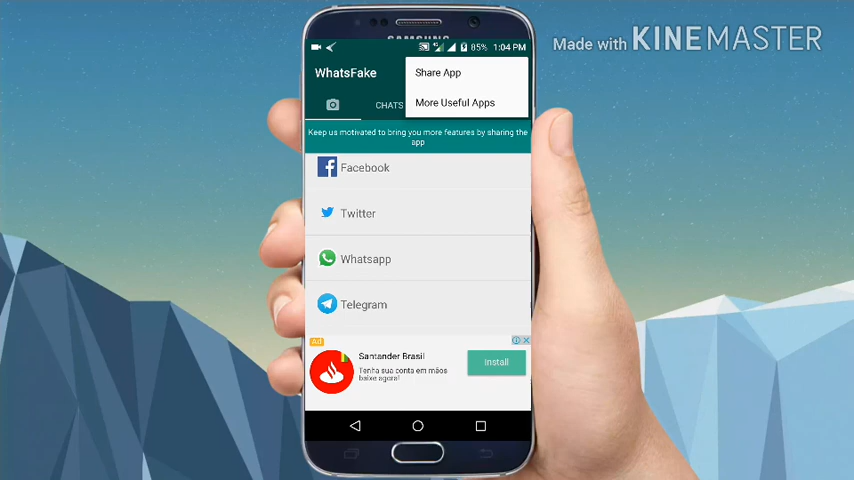 Made with KINEMASTER
SAMSUNG
85% 1:04 PM
WhatsFake
Share App
More Useful Apps
CHATS
Keep us motivated to bring you more features by sharing the
app
Facebook
Twitter
Whatsapp
Telegram
Ad
Santander Brasil
Tenha sua conta em mãos
baixe agora!
Install